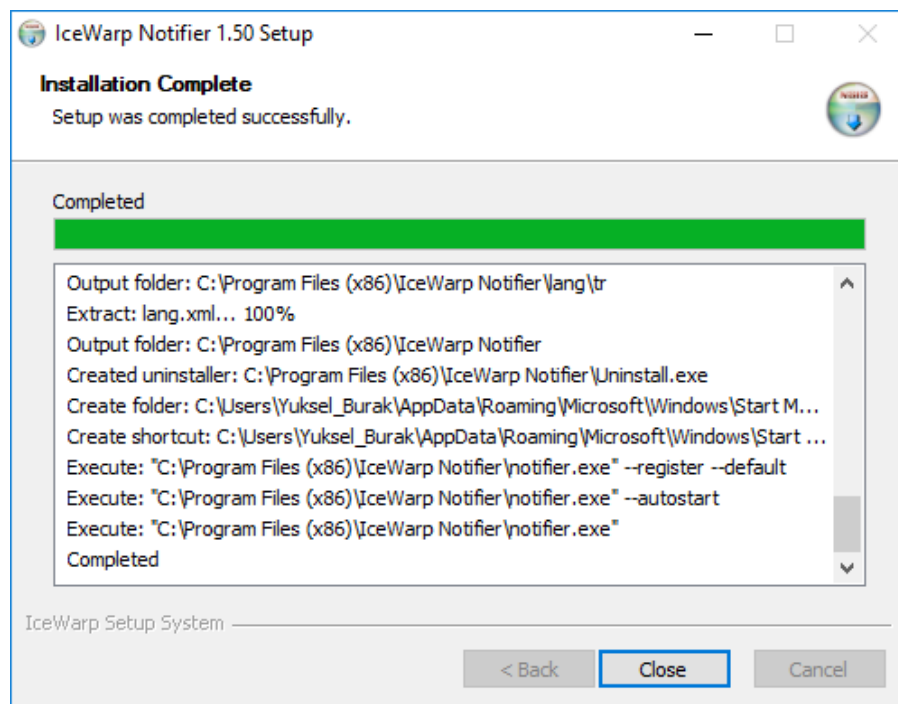 IceWarp Notifier 1.50 Setup
Installation Complete
Setup was completed successfully.
Completed
Output folder: C:\Program Files (x86)\IceWarp Notifier\lang\tr
Extract: lang.xml... 100%
Output folder: C:\Program Files (x86)\IceWarp Notifier
Created uninstaller: C:\Program Files (x86)\IceWarp Notifier\Uninstall.exe
Create folder: C:\Users\Yuksel_Burak\AppData\Roaming\Microsoft\Windows\Start M...
Create shortcut: C:\Users\Yuksel_Burak\AppData\Roaming\Microsoft\Windows\Start ...
Execute: "C:\Program Files (x86)\IceWarp Notifier\notifier.exe" --register --default
Execute: "C:\Program Files (x86)\IceWarp Notifier\notifier.exe" --autostart
Execute: "C:\Program Files (x86)\IceWarp Notifier\notifier.exe"
Completed
IceWarp Setup System
< Back Close Cancel